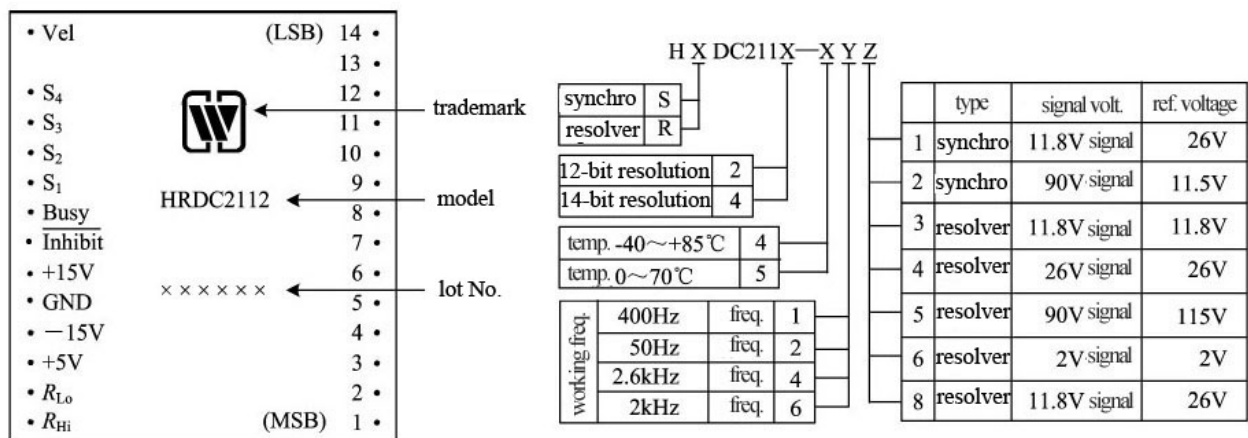 • Vel (LSB) 14 •
13 •
• S4 12 •
• S3 11 •
• S2 10 •
• S1 9 •
• Busy 8 •
• Inhibit 7 •
• +15V 6 •
• GND 5 •
• −15V 4 •
• +5V 3 •
• RLo 2 •
• RHi (MSB) 1 •
W
HRDC2112
××××××
trademark
model
lot No.
H X DC211X—X Y Z
synchro S
resolver R
12-bit resolution 2
14-bit resolution 4
temp. -40～+85℃ 4
temp. 0～70℃ 5
working freq.
400Hz freq. 1
50Hz freq. 2
2.6kHz freq. 4
2kHz freq. 6
type signal volt. ref. voltage
1 synchro 11.8V signal 26V
2 synchro 90V signal 11.5V
3 resolver 11.8V signal 11.8V
4 resolver 26V signal 26V
5 resolver 90V signal 115V
6 resolver 2V signal 2V
8 resolver 11.8V signal 26V